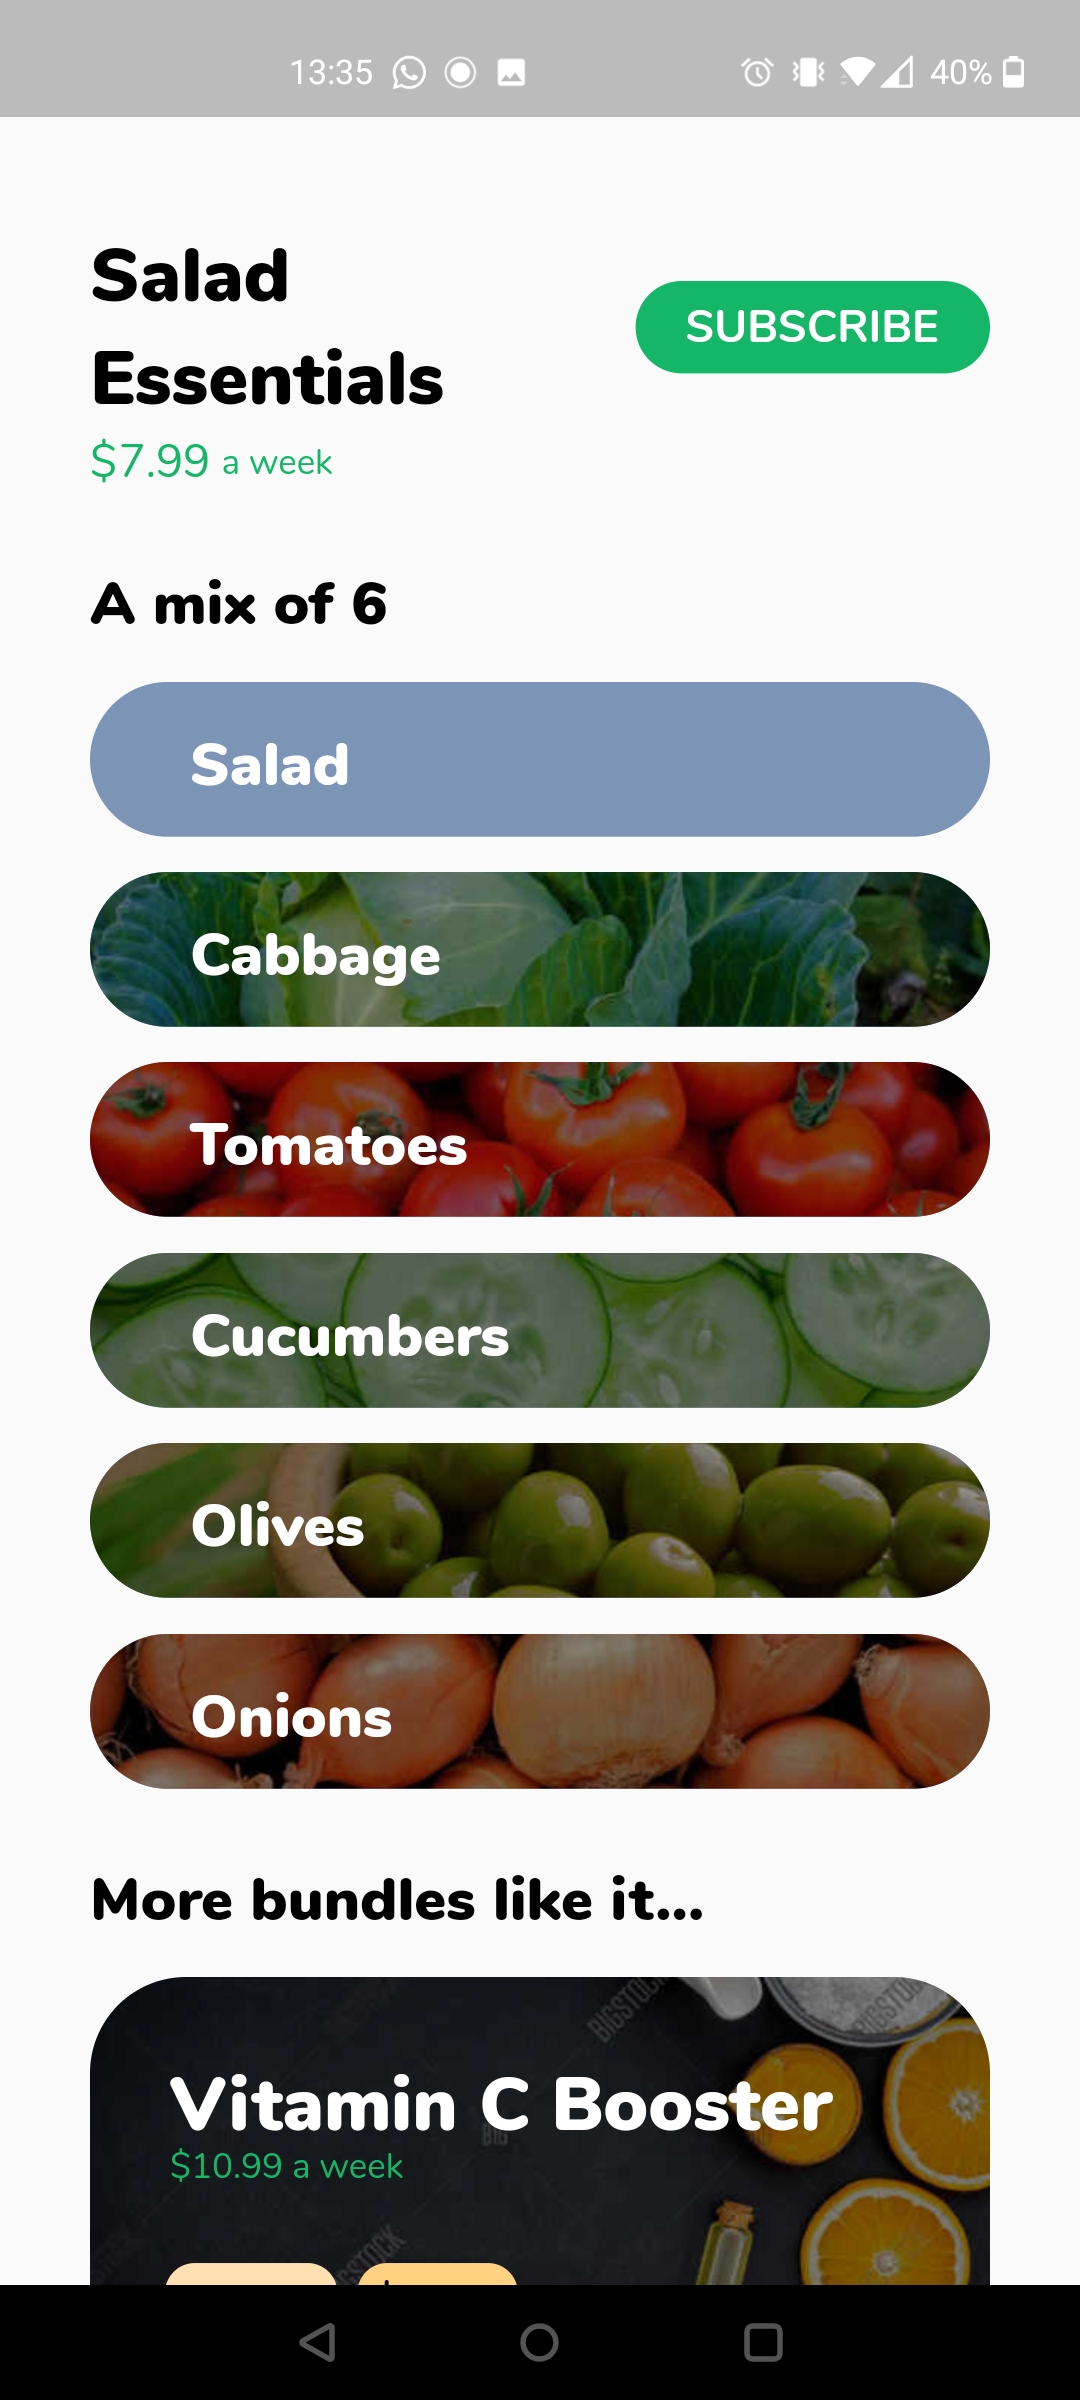 13:35
40%
Salad
Essentials
SUBSCRIBE
$7.99 a week
A mix of 6
Salad
Cabbage
Tomatoes
Cucumbers
Olives
Onions
More bundles like it...
BIGSTOCK
Vitamin C Booster
$10.99 a week